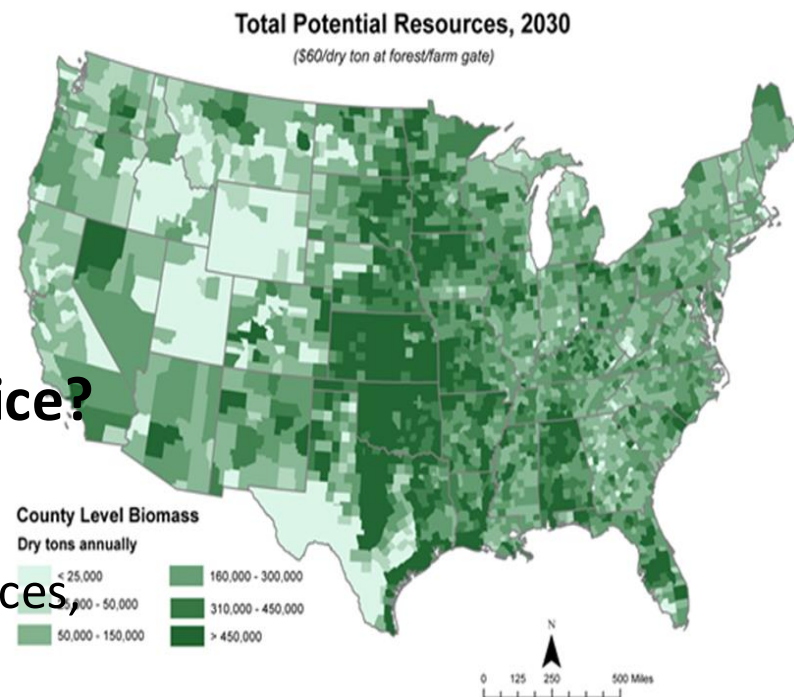 Total Potential Resources, 2030
($60/dry ton at forest/farm gate)
ice?
County Level Biomass
Dry tons annually
< 25,000
160,000 - 300,000
ces,
000 - 50,000
310,000 - 450,000
50,000 - 150,000
> 450,000
N
0 125 250 500 Miles